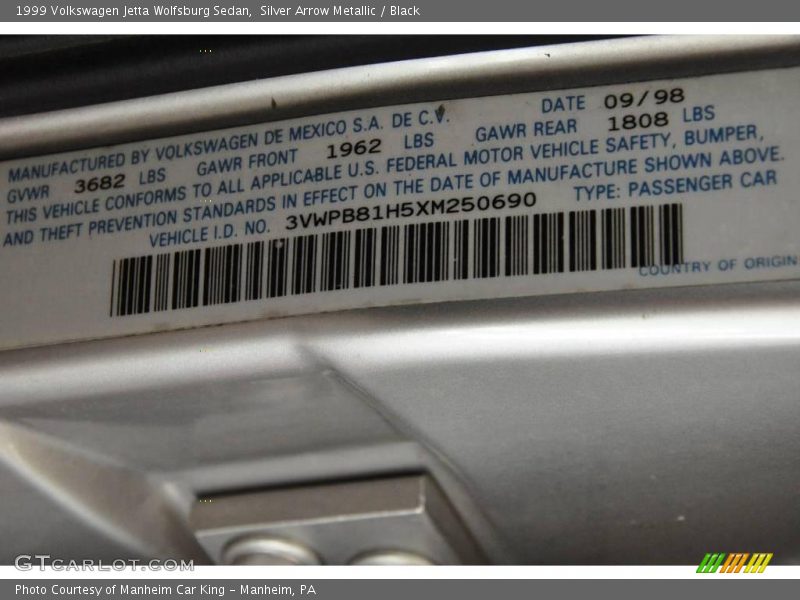 1999 Volkswagen Jetta Wolfsburg Sedan,  Silver Arrow Metallic / Black
MANUFACTURED BY VOLKSWAGEN DE MEXICO S.A. DE C.V. DATE 09/98
GVWR 3682 LBS GAWR FRONT 1962 LBS GAWR REAR 1808 LBS
THIS VEHICLE CONFORMS TO ALL APPLICABLE U.S. FEDERAL MOTOR VEHICLE SAFETY, BUMPER,
AND THEFT PREVENTION STANDARDS IN EFFECT ON THE DATE OF MANUFACTURE SHOWN ABOVE.
VEHICLE I.D. NO. 3VWPB81H5XM250690 TYPE: PASSENGER CAR
COUNTRY OF ORIGIN
GTCARLOT.COM
Photo Courtesy of Manheim Car King - Manheim, PA